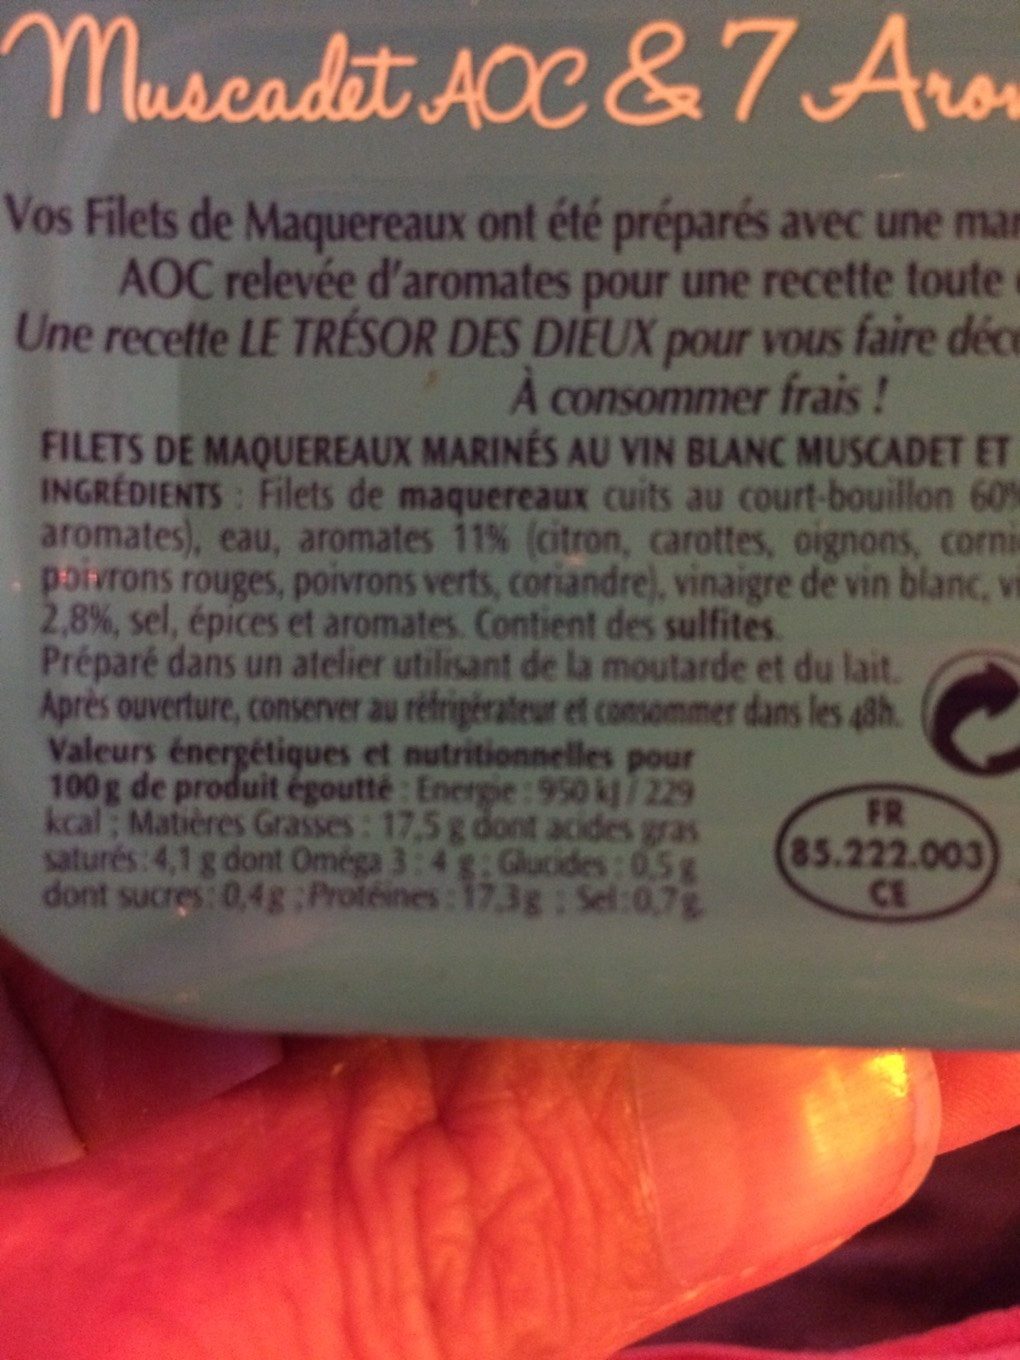 Muscadet AOC & 7
Vos Filets de Maquereaux ont été préparés avec une
AOC relevée d'aromates pour une recette toute
Une recette LE TRÉSOR DES DIEUX pour vous faire
À consommer frais !
FILETS DE MAQUEREAUX MARINÉS AU VIN BLANC MUSCADET ET
INGRÉDIENTS : Filets de maquereaux cuits au court-bouillon 60%
aromates), eau, aromates 11% (citron, carottes, oignons,
poivrons rouges, poivrons verts, coriandre), vinaigre de vin blanc,
2,8%, sel, épices et aromates. Contient des sulfites.
Préparé dans un atelier utilisant de la moutarde et du lait.
Après ouverture, conserver au réfrigérateur et consommer dans les 48h.
Valeurs énergétiques et nutritionnelles pour
100 g de produit égoutté : Energie : 950 kJ / 229
kcal ; Matières Grasses : 17,5 g dont acides gras
saturés : 4,1 g dont Oméga 3 : 4 g ; Glucides : 0,5 g
dont sucres : 0,4 g ; Protéines : 17,3 g ; Sel : 0,7 g.
FR
85.222.003
CE